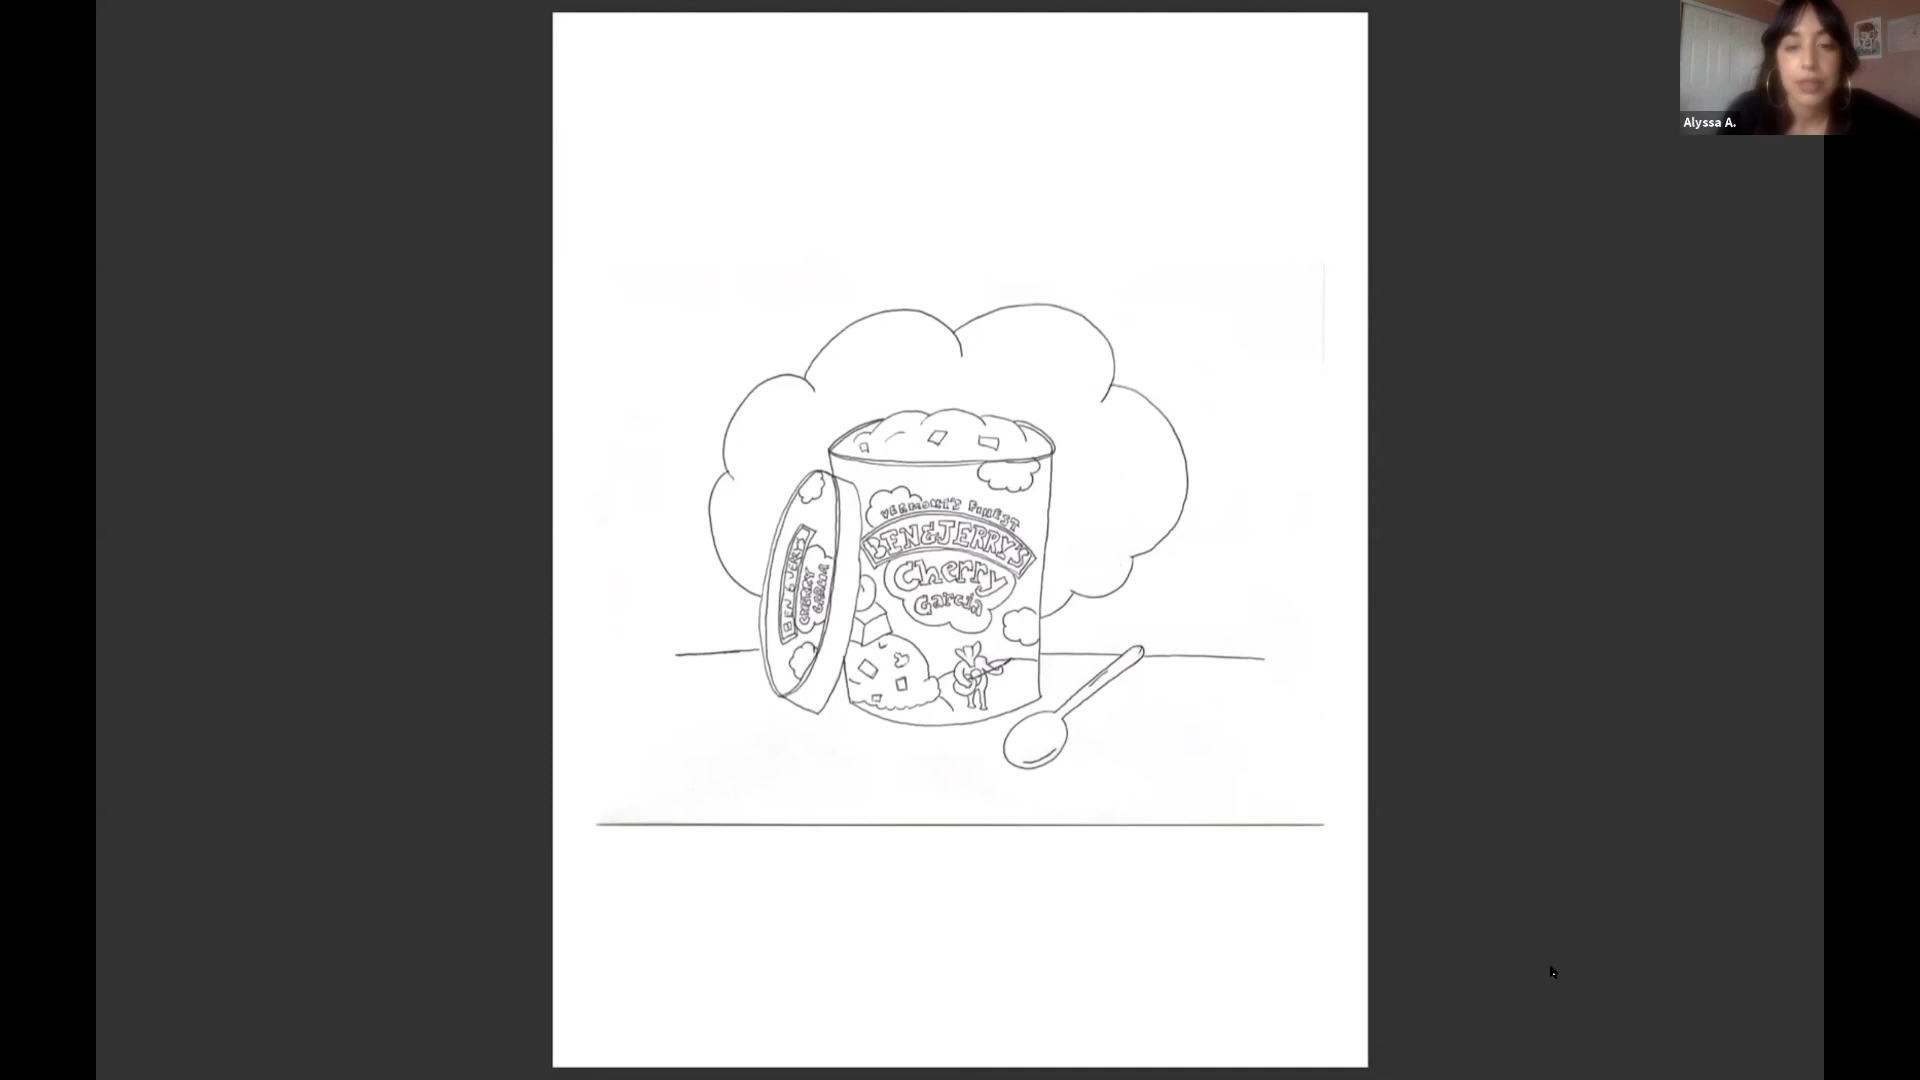 Alyssa A.
VERMONT'S FINEST
BEN&JERRY'S
Cherry
Garcia
BEN & JERRY'S
CHERRY
GARCIA